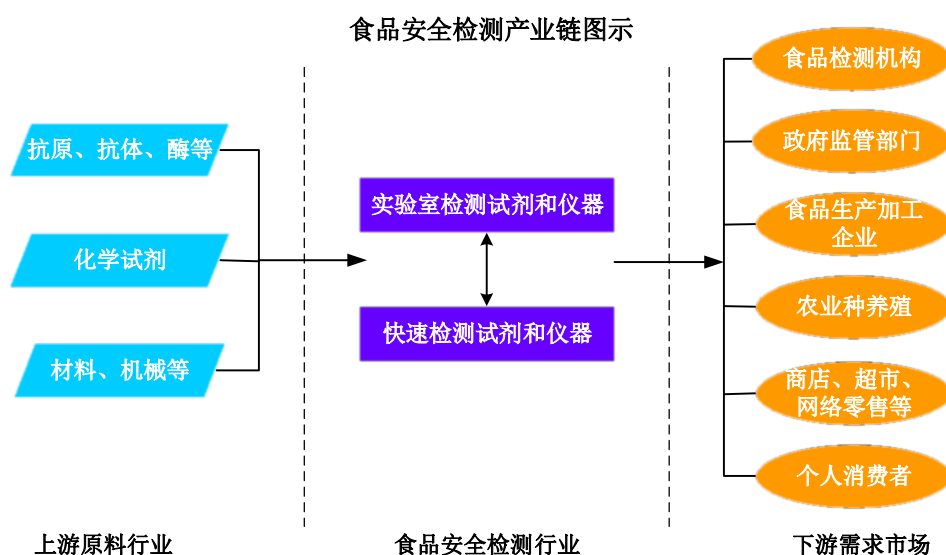 食品安全检测产业链图示
抗原、抗体、酶等
化学试剂
材料、机械等
实验室检测试剂和仪器
快速检测试剂和仪器
食品检测机构
政府监管部门
食品生产加工
企业
农业种养殖
商店、超市、
网络零售等
个人消费者
上游原料行业
食品安全检测行业
下游需求市场